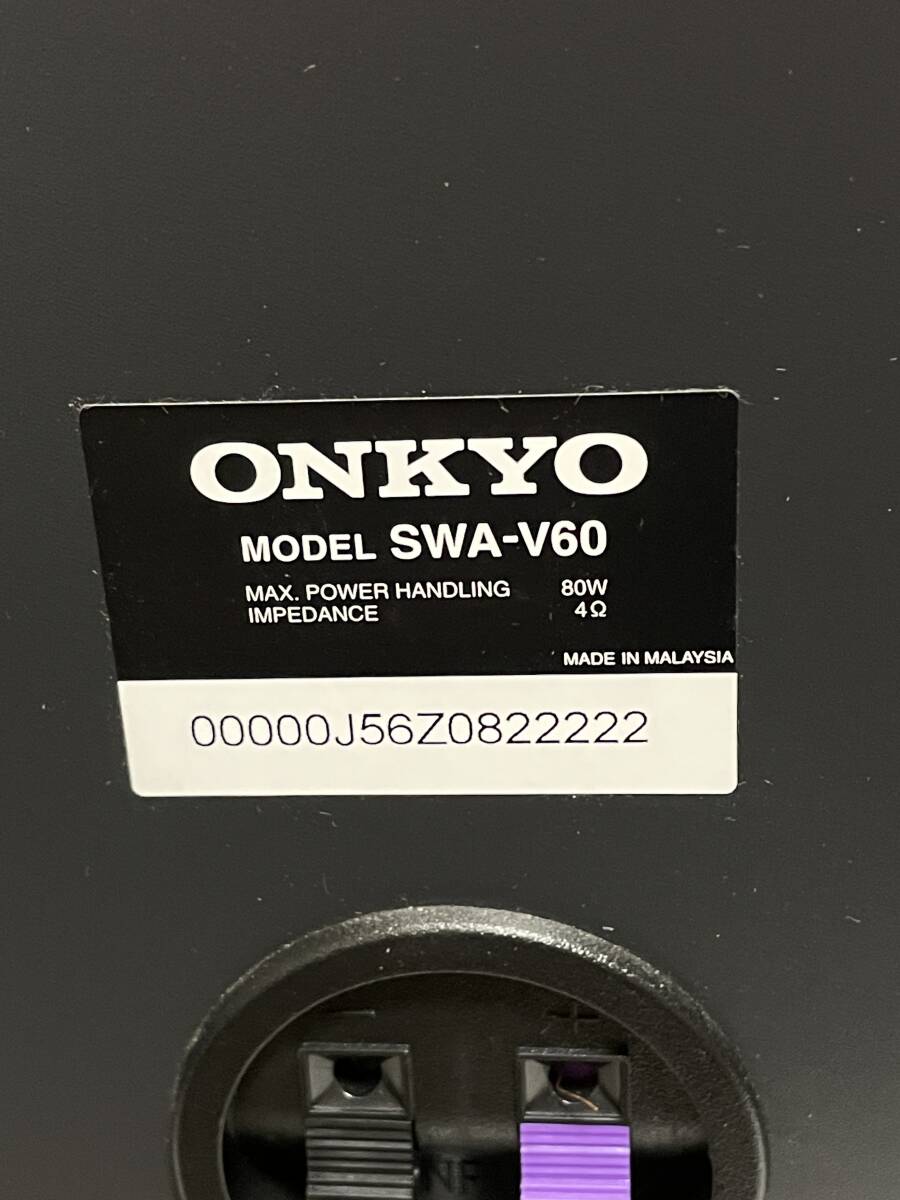 ONKYO
MODEL SWA-V60
MAX. POWER HANDLING 80W
IMPEDANCE 4Ω
MADE IN MALAYSIA
00000J56Z0822222
− +